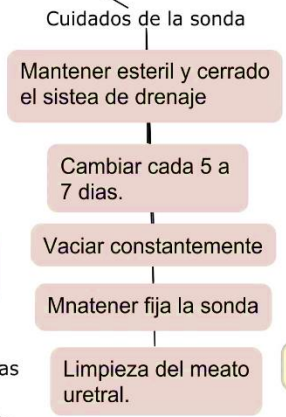 Cuidados de la sonda
Mantener esteril y cerrado
el sistea de drenaje
Cambiar cada 5 a
7 dias.
Vaciar constantemente
Mnatener fija la sonda
as
Limpieza del meato
uretral.